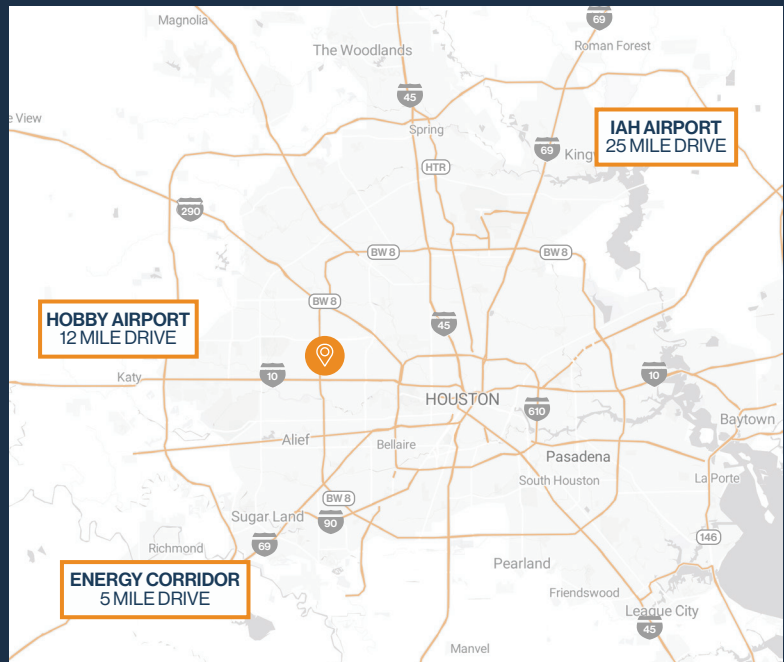 Magnolia
69
The Woodlands
Roman Forest
45
e View
Spring
IAH AIRPORT
25 MILE DRIVE
69
King
HTR
290
BW 8
BW 8
BW 8
HOBBY AIRPORT
12 MILE DRIVE
45
Katy
10
10
HOUSTON
610
Baytown
Alief
Bellaire
Pasadena
La Porte
South Houston
BW 8
Sugar Land
90
69
146
Richmond
Pearland
ENERGY CORRIDOR
5 MILE DRIVE
Friendswood
League City
45
Manvel